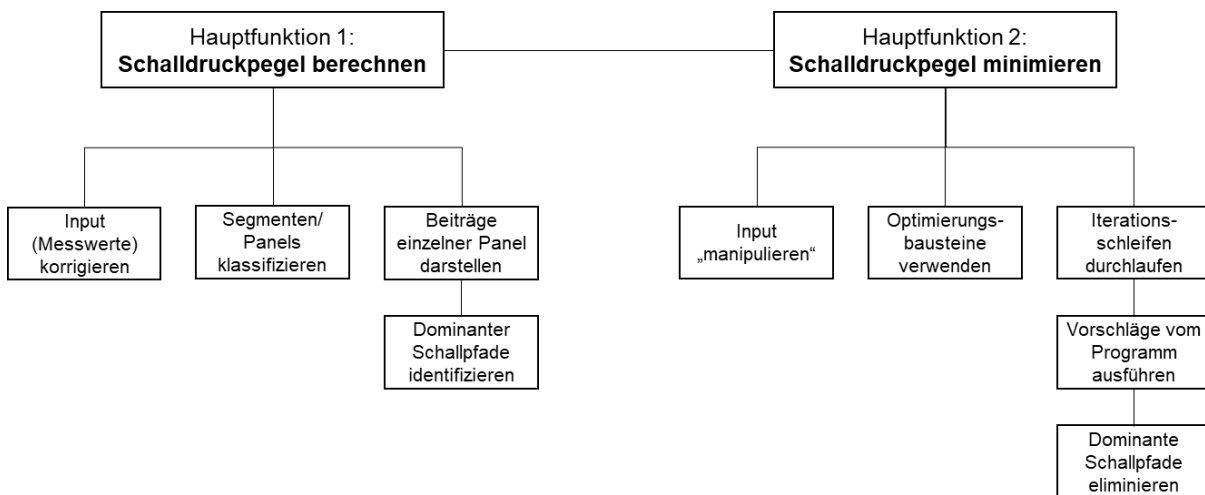 Hauptfunktion 1:
Schalldruckpegel berechnen
Hauptfunktion 2:
Schalldruckpegel minimieren
Input
(Messwerte)
korrigieren
Segmenten/
Panels
klassifizieren
Beiträge
einzelner Panel
darstellen
Dominanter
Schallpfade
identifizieren
Input
„manipulieren“
Optimierungs-
bausteine
verwenden
Iterations-
schleifen
durchlaufen
Vorschläge vom
Programm
ausführen
Dominante
Schallpfade
eliminieren